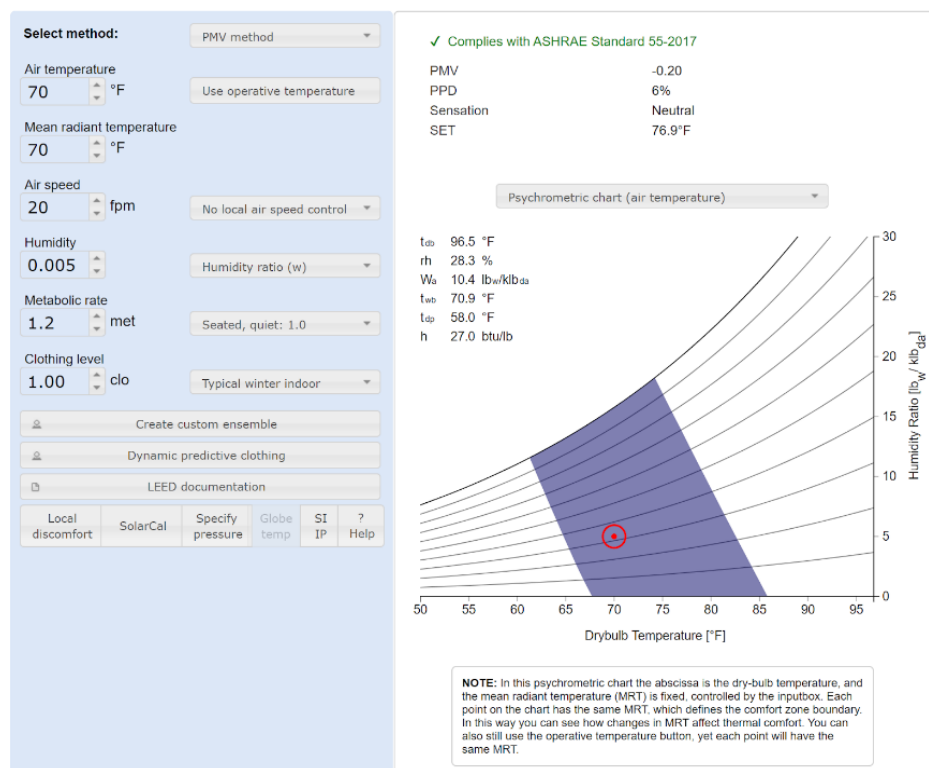 Select method:
PMV method
Air temperature
70 °F
Use operative temperature
Mean radiant temperature
70 °F
Air speed
20 fpm
No local air speed control
Humidity
0.005
Humidity ratio (w)
Metabolic rate
1.2 met
Seated, quiet: 1.0
Clothing level
1.00 clo
Typical winter indoor
Create custom ensemble
Dynamic predictive clothing
LEED documentation
Local discomfort
SolarCal
Specify pressure
Globe temp
SI IP
? Help
✓ Complies with ASHRAE Standard 55-2017
PMV -0.20
PPD 6%
Sensation Neutral
SET 76.9°F
Psychrometric chart (air temperature)
tdb 96.5 °F
rh 28.3 %
Wa 10.4 lbw/klbda
twb 70.9 °F
tdp 58.0 °F
h 27.0 btu/lb
30
25
20
15
10
5
0
Humidity Ratio [lbw/ klbda]
50 55 60 65 70 75 80 85 90 95
Drybulb Temperature [°F]
NOTE: In this psychrometric chart the abscissa is the dry-bulb temperature, and
the mean radiant temperature (MRT) is fixed, controlled by the inputbox. Each
point on the chart has the same MRT, which defines the comfort zone boundary.
In this way you can see how changes in MRT affect thermal comfort. You can
also still use the operative temperature button, yet each point will have the
same MRT.